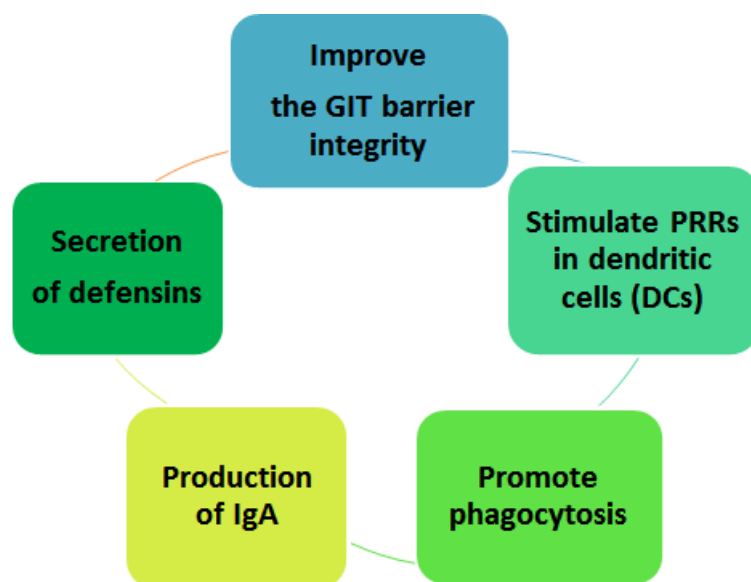 Improve
the GIT barrier
integrity
Stimulate PRRs
in dendritic
cells (DCs)
Promote
phagocytosis
Production
of IgA
Secretion
of defensins